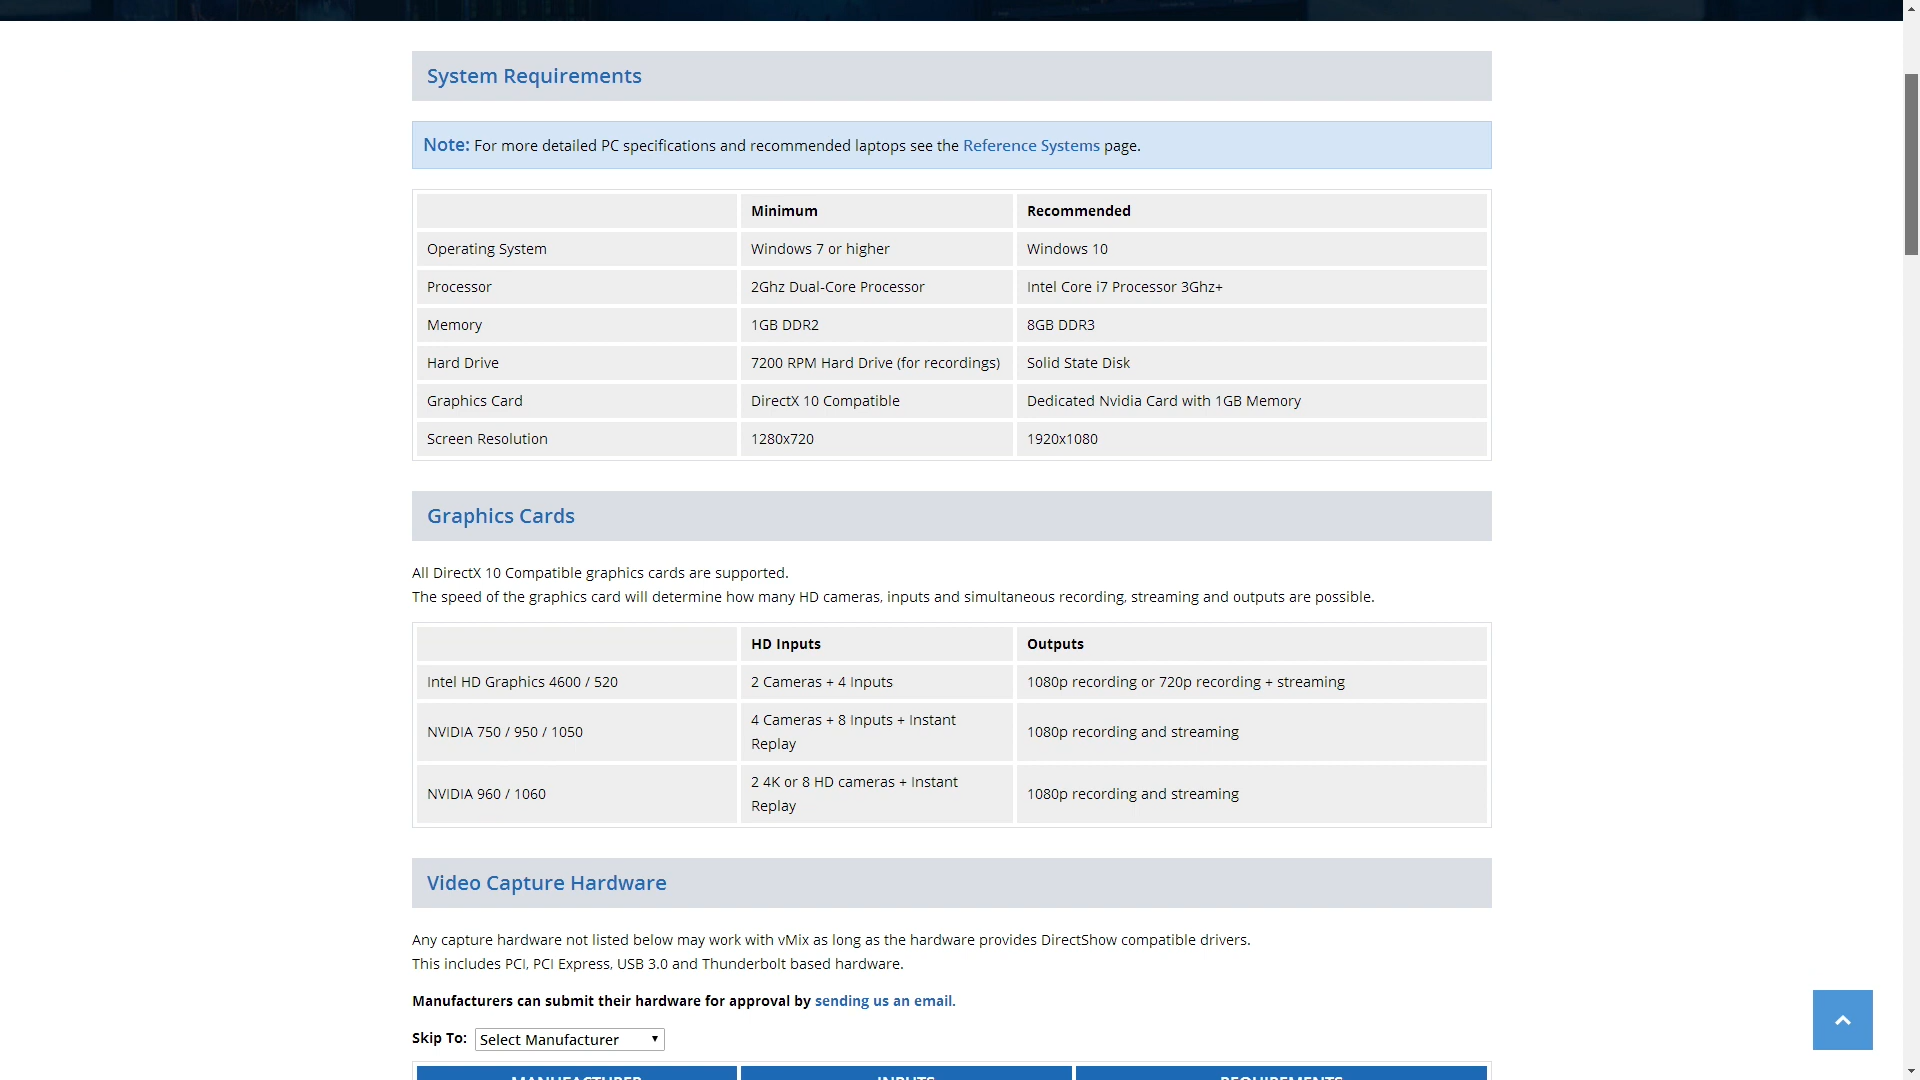 System Requirements
Note: For more detailed PC specifications and recommended laptops see the Reference Systems page.
Minimum Recommended
Operating System Windows 7 or higher Windows 10
Processor 2Ghz Dual-Core Processor Intel Core i7 Processor 3Ghz+
Memory 1GB DDR2 8GB DDR3
Hard Drive 7200 RPM Hard Drive (for recordings) Solid State Disk
Graphics Card DirectX 10 Compatible Dedicated Nvidia Card with 1GB Memory
Screen Resolution 1280x720 1920x1080
Graphics Cards
All DirectX 10 Compatible graphics cards are supported.
The speed of the graphics card will determine how many HD cameras, inputs and simultaneous recording, streaming and outputs are possible.
HD Inputs Outputs
Intel HD Graphics 4600 / 520 2 Cameras + 4 Inputs 1080p recording or 720p recording + streaming
NVIDIA 750 / 950 / 1050 4 Cameras + 8 Inputs + Instant
Replay 1080p recording and streaming
NVIDIA 960 / 1060 2 4K or 8 HD cameras + Instant
Replay 1080p recording and streaming
Video Capture Hardware
Any capture hardware not listed below may work with vMix as long as the hardware provides DirectShow compatible drivers.
This includes PCI, PCI Express, USB 3.0 and Thunderbolt based hardware.
Manufacturers can submit their hardware for approval by sending us an email.
Skip To: Select Manufacturer
MANUFACTURER INPUTS REQUIREMENTS